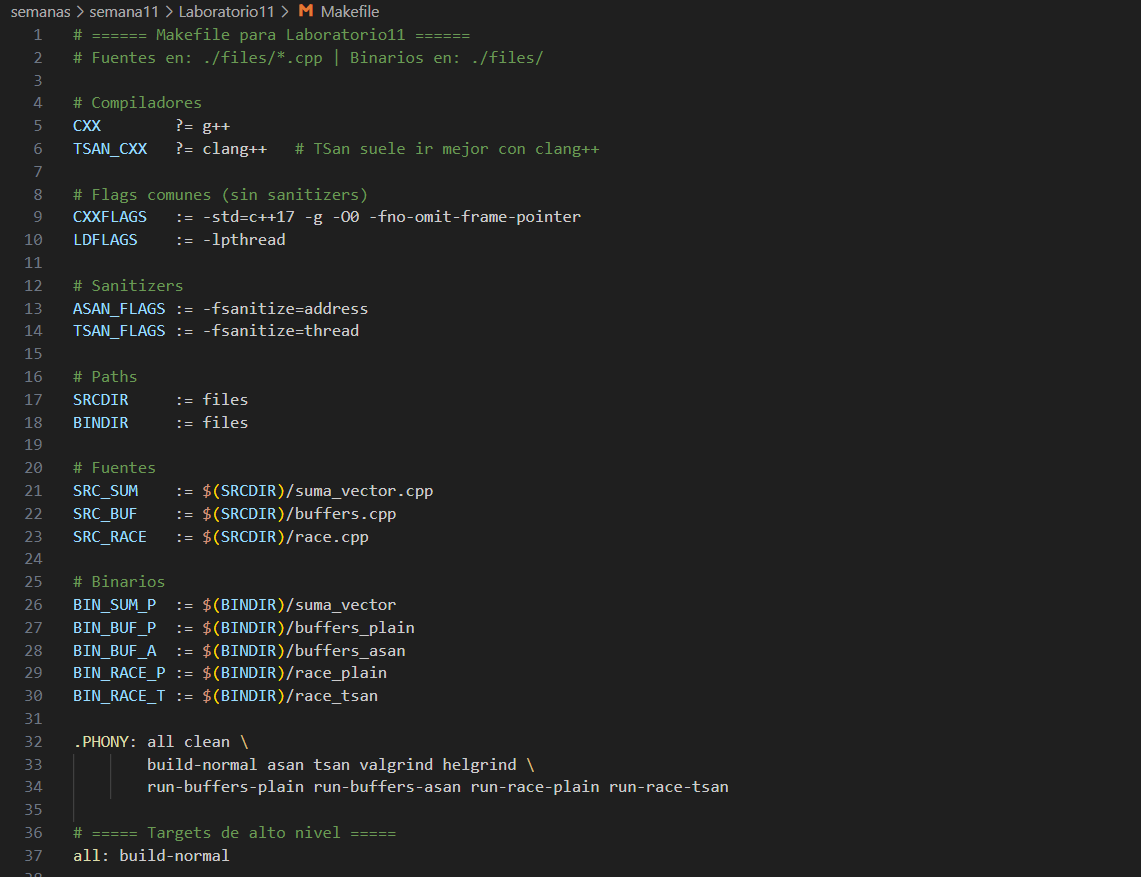 semanas > semana11 > Laboratorio11 > M Makefile
1 # ====== Makefile para Laboratorio11 ======
2 # Fuentes en: ./files/*.cpp | Binarios en: ./files/
3
4 # Compiladores
5 CXX        ?= g++
6 TSAN_CXX   ?= clang++   # TSan suele ir mejor con clang++
7
8 # Flags comunes (sin sanitizers)
9 CXXFLAGS   := -std=c++17 -g -O0 -fno-omit-frame-pointer
10 LDFLAGS    := -lpthread
11
12 # Sanitizers
13 ASAN_FLAGS := -fsanitize=address
14 TSAN_FLAGS := -fsanitize=thread
15
16 # Paths
17 SRCDIR     := files
18 BINDIR     := files
19
20 # Fuentes
21 SRC_SUM    := $(SRCDIR)/suma_vector.cpp
22 SRC_BUF    := $(SRCDIR)/buffers.cpp
23 SRC_RACE   := $(SRCDIR)/race.cpp
24
25 # Binarios
26 BIN_SUM_P  := $(BINDIR)/suma_vector
27 BIN_BUF_P  := $(BINDIR)/buffers_plain
28 BIN_BUF_A  := $(BINDIR)/buffers_asan
29 BIN_RACE_P := $(BINDIR)/race_plain
30 BIN_RACE_T := $(BINDIR)/race_tsan
31
32 .PHONY: all clean \
33         build-normal asan tsan valgrind helgrind \
34         run-buffers-plain run-buffers-asan run-race-plain run-race-tsan
35
36 # ===== Targets de alto nivel =====
37 all: build-normal